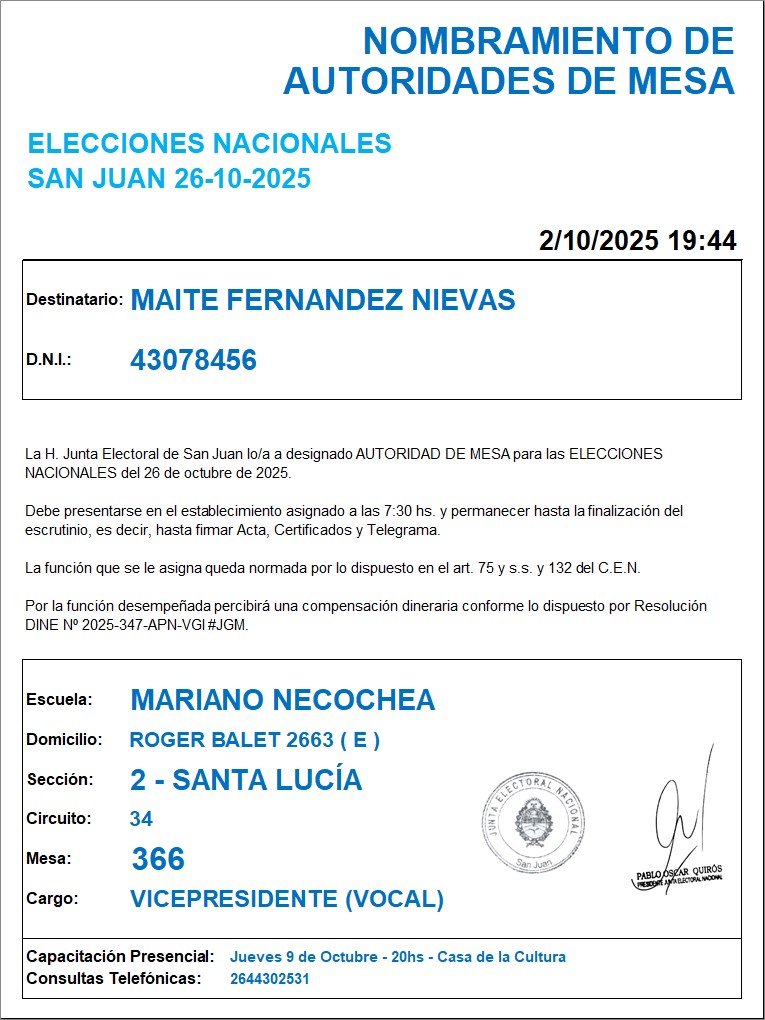 NOMBRAMIENTO DE
AUTORIDADES DE MESA
ELECCIONES NACIONALES
SAN JUAN 26-10-2025
2/10/2025 19:44
Destinatario: MAITE FERNANDEZ NIEVAS
D.N.I.: 43078456
La H. Junta Electoral de San Juan lo/a a designado AUTORIDAD DE MESA para las ELECCIONES
NACIONALES del 26 de octubre de 2025.
Debe presentarse en el establecimiento asignado a las 7:30 hs. y permanecer hasta la finalización del
escrutinio, es decir, hasta firmar Acta, Certificados y Telegrama.
La función que se le asigna queda normada por lo dispuesto en el art. 75 y s.s. y 132 del C.E.N.
Por la función desempeñada percibirá una compensación dineraria conforme lo dispuesto por Resolución
DINE Nº 2025-347-APN-VGI#JGM.
Escuela: MARIANO NECOCHEA
Domicilio: ROGER BALET 2663 ( E )
Sección: 2 - SANTA LUCÍA
Circuito: 34
Mesa: 366
Cargo: VICEPRESIDENTE (VOCAL)
JUNTA ELECTORAL NACIONAL
San Juan
PABLO OSCAR QUIRÓS
PRESIDENTE JUNTA ELECTORAL NACIONAL
Capacitación Presencial: Jueves 9 de Octubre - 20hs - Casa de la Cultura
Consultas Telefónicas: 2644302531